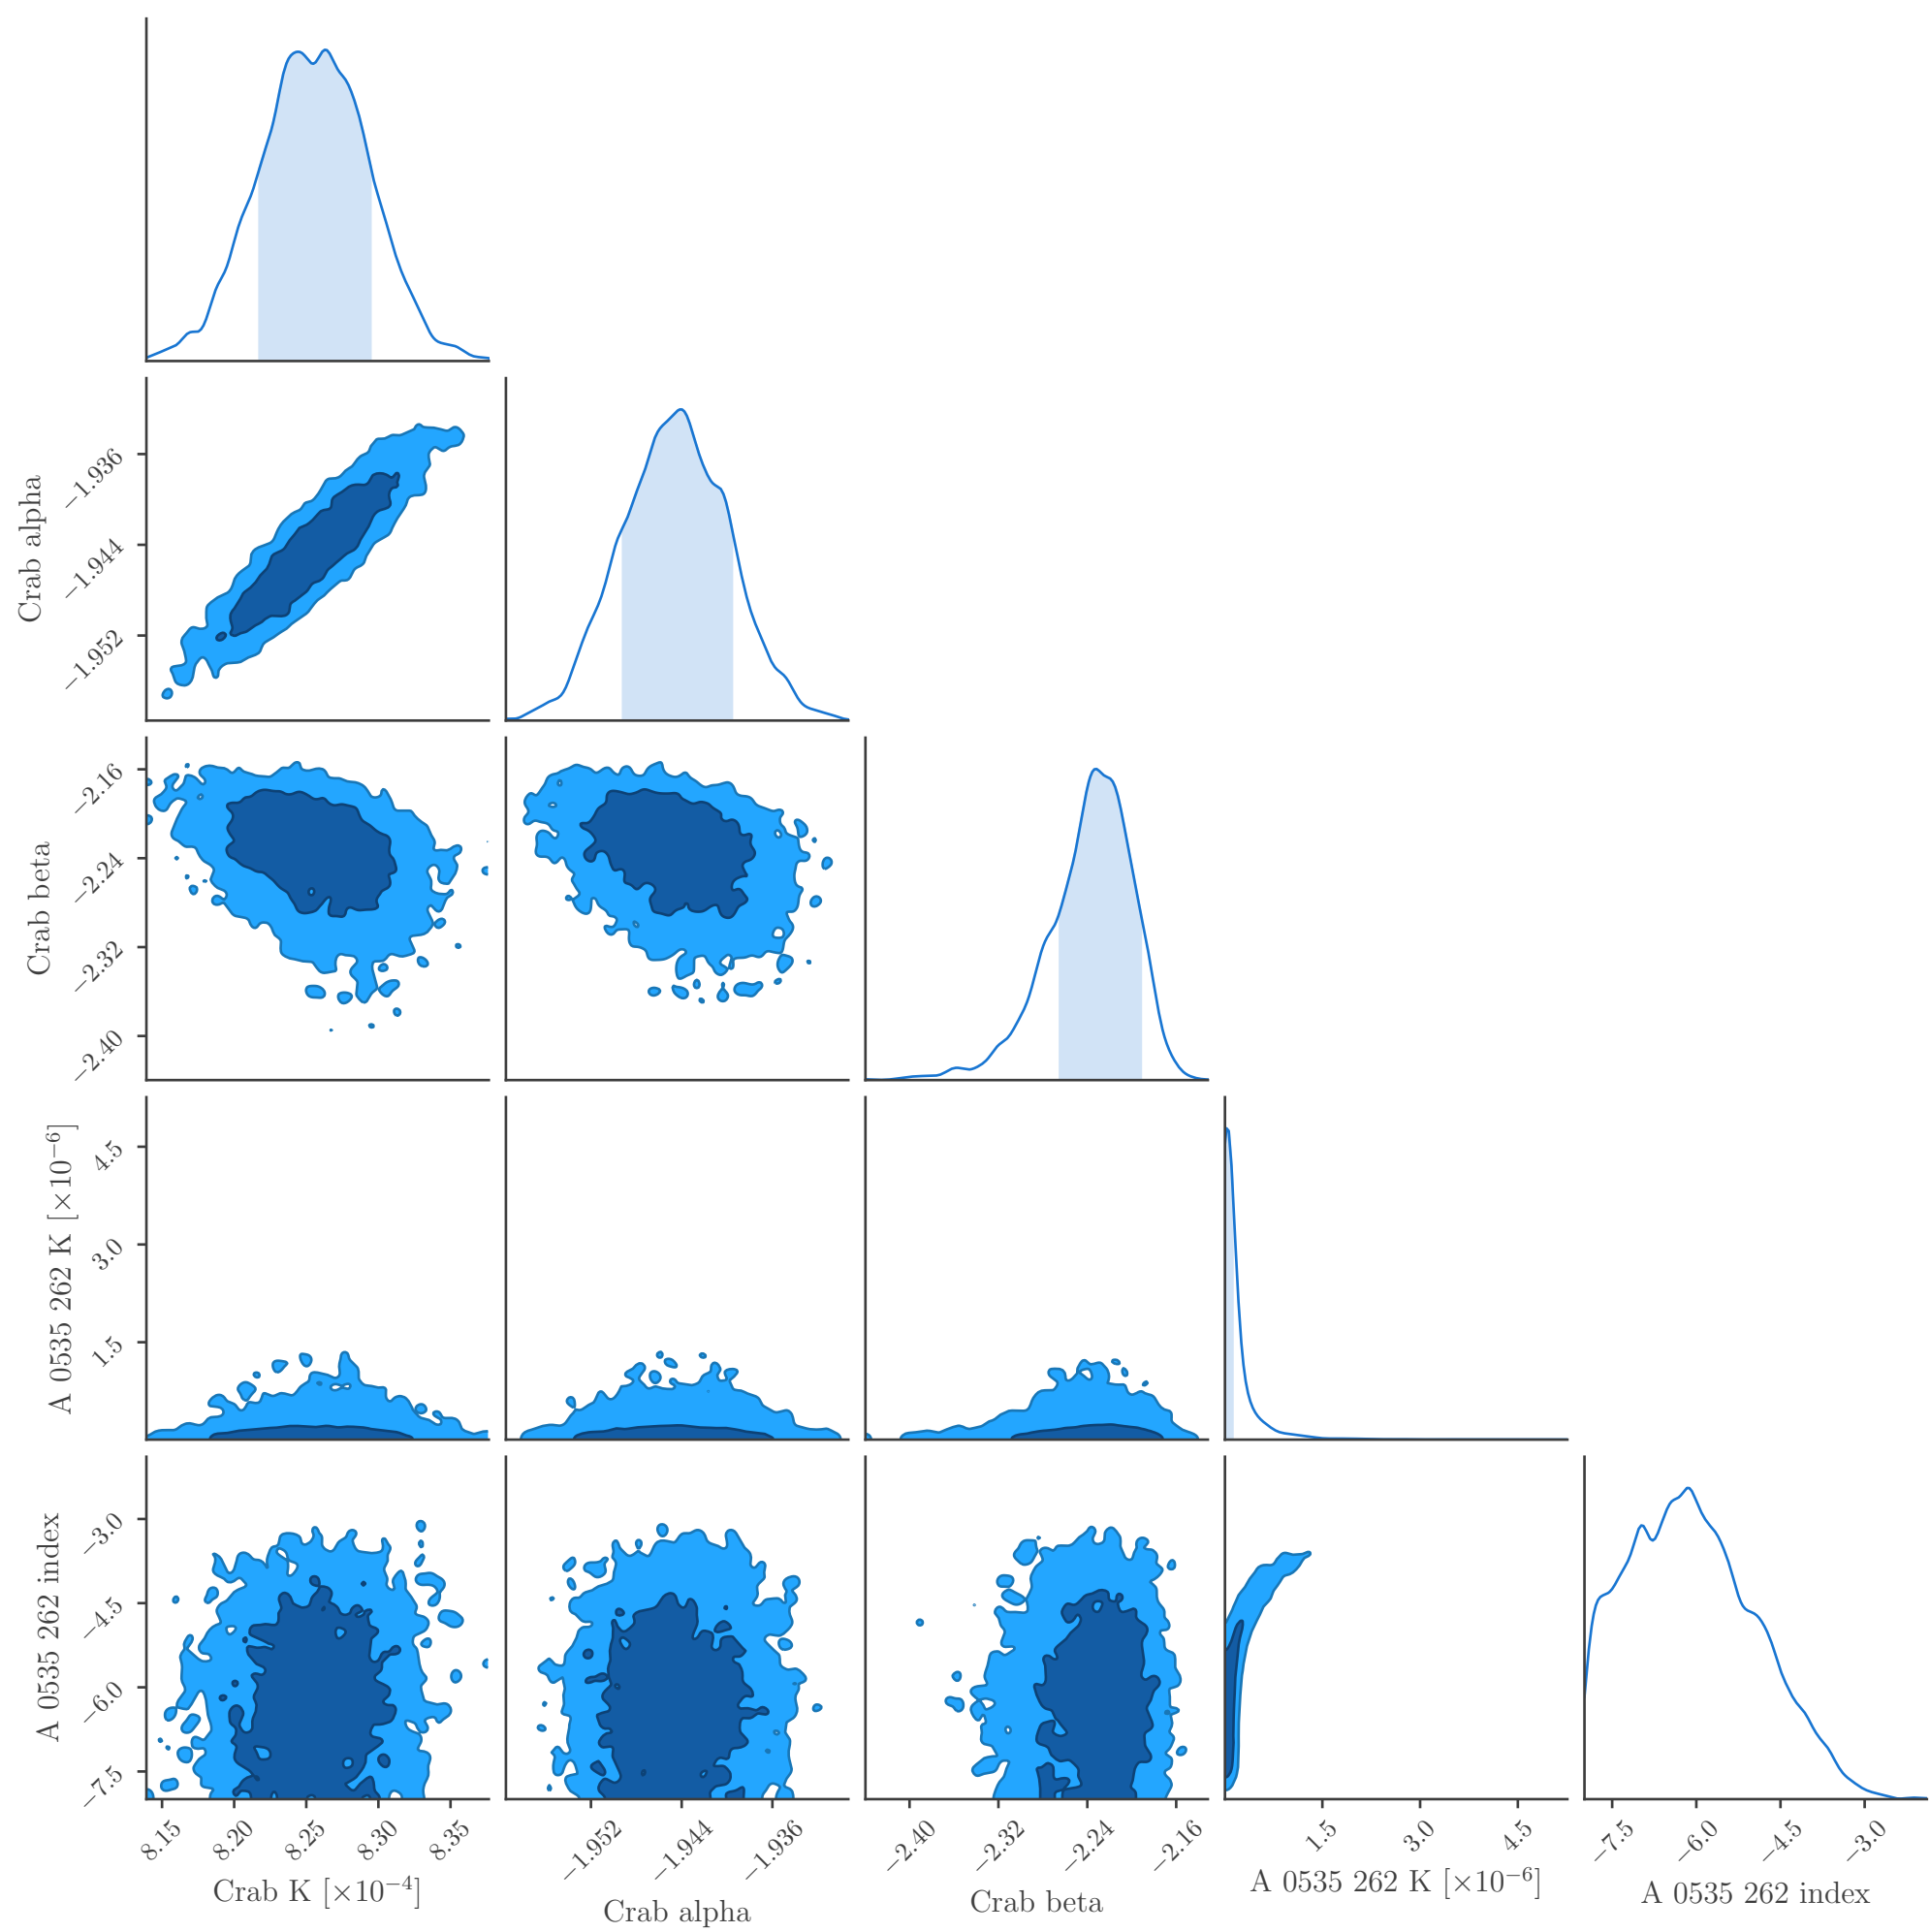 Crab alpha
−1.936
−1.944
−1.952
Crab beta
−2.16
−2.24
−2.32
−2.40
A 0535 262 K [×10−6]
4.5
3.0
1.5
A 0535 262 index
−3.0
−4.5
−6.0
−7.5
8.15 8.20 8.25 8.30 8.35
Crab K [×10−4]
−1.952 −1.944 −1.936
Crab alpha
−2.40 −2.32 −2.24 −2.16
Crab beta
1.5 3.0 4.5
A 0535 262 K [×10−6]
−7.5 −6.0 −4.5 −3.0
A 0535 262 index